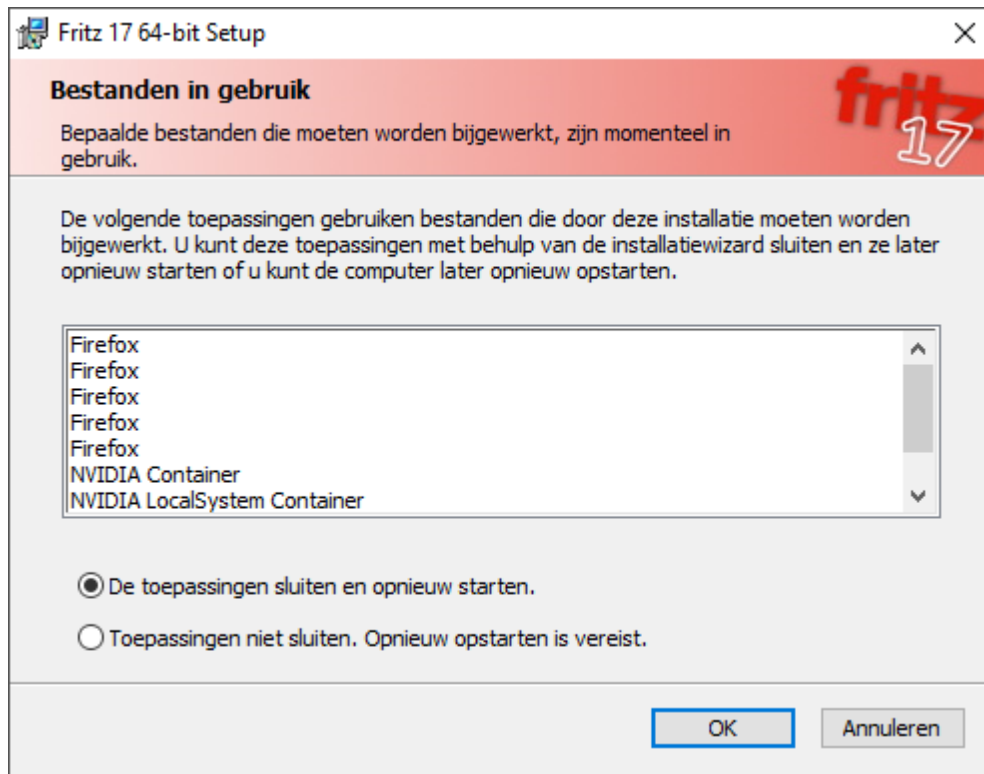 Fritz 17 64-bit Setup
Bestanden in gebruik
Bepaalde bestanden die moeten worden bijgewerkt, zijn momenteel in
gebruik.
fritz
17
De volgende toepassingen gebruiken bestanden die door deze installatie moeten worden
bijgewerkt. U kunt deze toepassingen met behulp van de installatiewizard sluiten en ze later
opnieuw starten of u kunt de computer later opnieuw opstarten.
Firefox
Firefox
Firefox
Firefox
Firefox
NVIDIA Container
NVIDIA LocalSystem Container
De toepassingen sluiten en opnieuw starten.
Toepassingen niet sluiten. Opnieuw opstarten is vereist.
OK
Annuleren